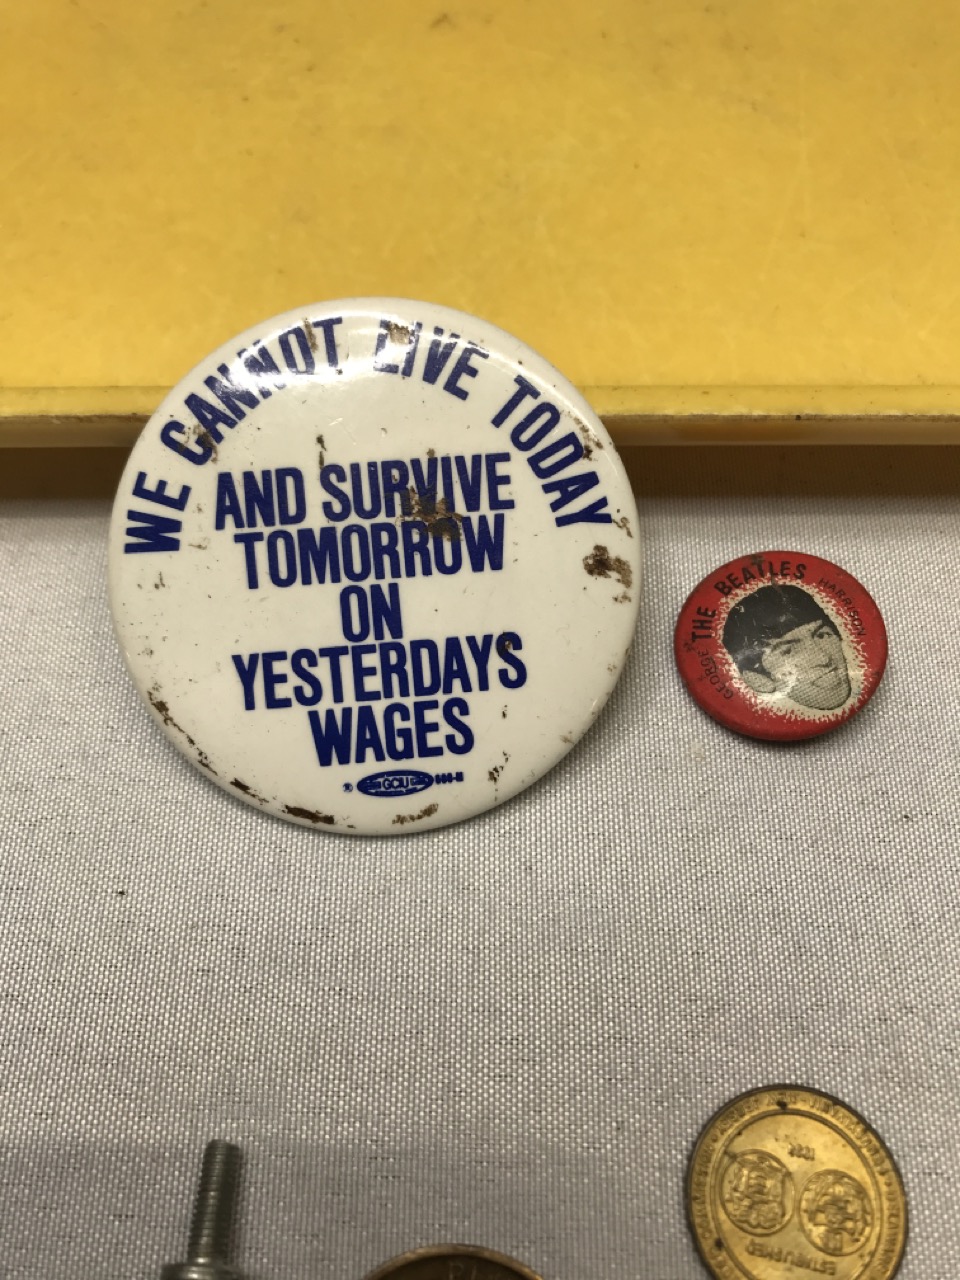 WE CANNOT LIVE TODAY
AND SURVIVE
TOMORROW
ON
YESTERDAYS
WAGES
® GCIU
THE BEATLES
GEORGE HARRISON